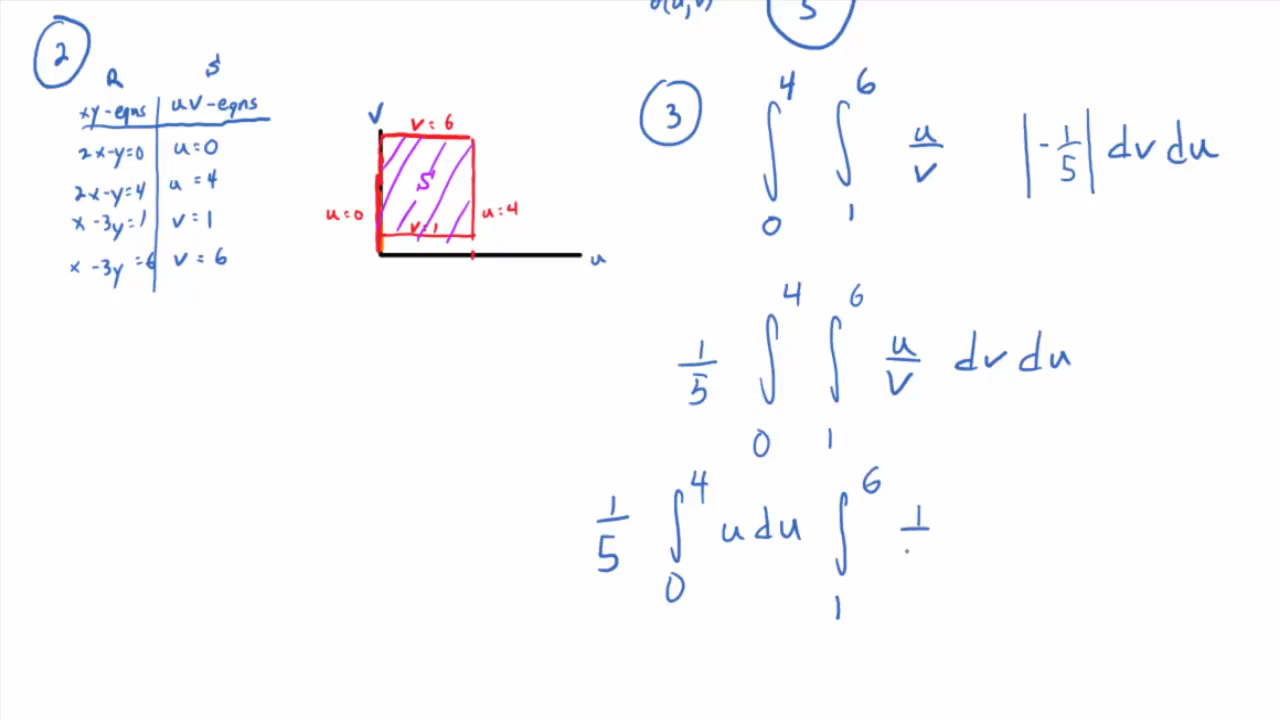 ∂(u,v)
5
②
R | S
xy-eqns | uv-eqns
2x-y=0 | u=0
2x-y=4 | u=4
x-3y=1 | v=1
x-3y=6 | v=6
v
v=6
S
u=0
u=4
v=1
u
③ ∫₀⁴ ∫₁⁶ u/v |-1/5| dv du
1/5 ∫₀⁴ ∫₁⁶ u/v dv du
1/5 ∫₀⁴ u du ∫₁⁶ 1/